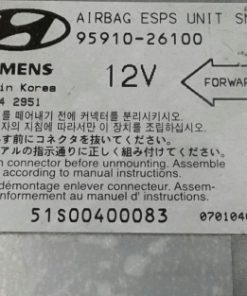 AIRBAG ESPS UNIT
95910-26100
MENS
in Korea
4 2951
12V
FORWAR
를 떼어내기 전에 커넥터를 분리하시키시오.
자의 지침에 따라서만 이 장치를 조립하십시오.
す前にコネクタを抜いてください。
アルの指示通りに正しく組み付けてください。
n connector before unmounting. Assemble
according to manual instructions.
démontage enlever connecteur. Assem-
onformement au manuel d'instructions.
51S00400083
0701040